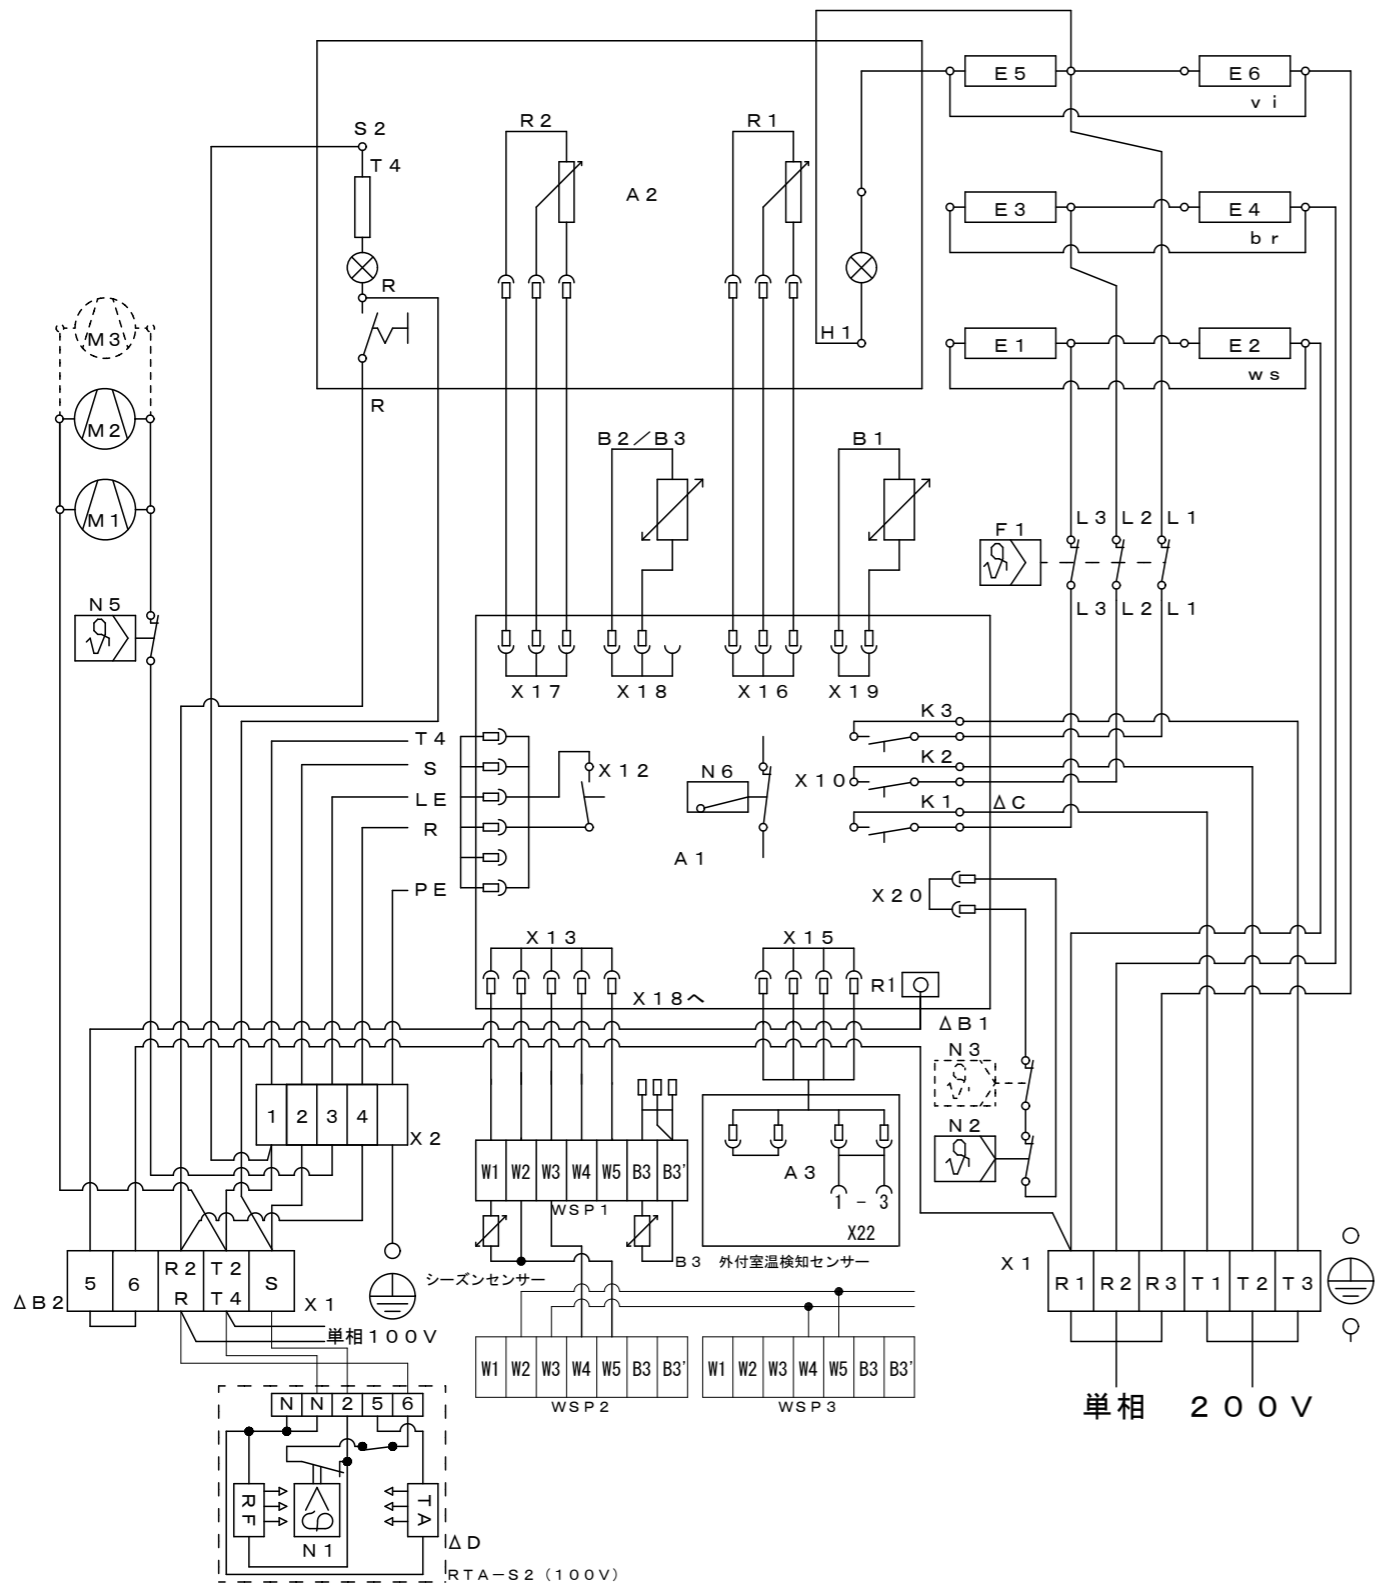 E5
E6
vi
S2
T4
R2
R1
A2
E3
E4
br
R
H1
E1
E2
ws
M3
R
M2
B2/B3
B1
M1
L3 L2 L1
F1
N5
L3 L2 L1
X17
X18
X16
X19
K3
T4
S
X12
N6
K2
X10
LE
K1
ΔC
R
A1
PE
X20
X13
X15
R1
X18へ
ΔB1
N3
1 2 3 4
X2
N2
W1 W2 W3 W4 W5 B3 B3'
A3
WSP1
1 - 3
X22
B3
外付室温検知センサー
シーズンセンサー
X1
R1 R2 R3 T1 T2 T3
5 6 R2 T2 S
R T4
ΔB2
X1
単相100V
W1 W2 W3 W4 W5 B3 B3'
W1 W2 W3 W4 W5 B3 B3'
WSP2
WSP3
単相 200V
N N 2 5 6
RF
TA
N1
ΔD
RTA-S2(100V)